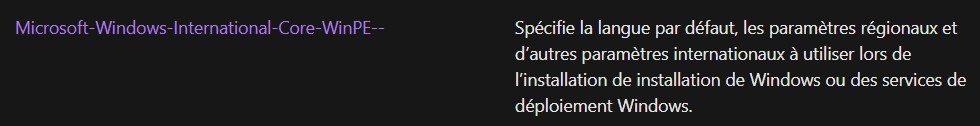 Microsoft-Windows-International-Core-WinPE--
Spécifie la langue par défaut, les paramètres régionaux et
d’autres paramètres internationaux à utiliser lors de
l’installation de installation de Windows ou des services de
déploiement Windows.